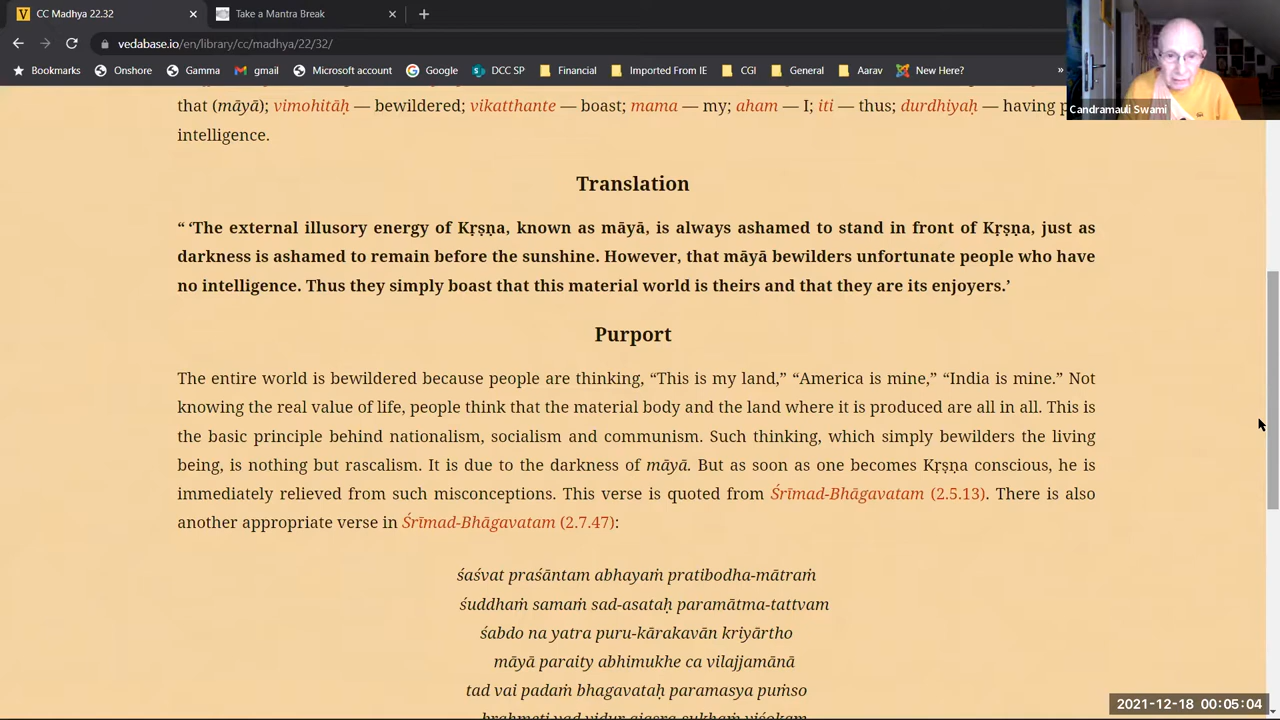 CC Madhya 22.32
Take a Mantra Break
vedabase.io/en/library/cc/madhya/22/32/
Bookmarks Onshore Gamma gmail Microsoft account Google DCC SP Financial Imported From IE CGI General Aarav New Here? »
Candramauli Swami
that (māyā); vimohitāḥ — bewildered; vikatthante — boast; mama — my; aham — I; iti — thus; durdhiyaḥ — having
intelligence.
Translation
“ ‘The external illusory energy of Kṛṣṇa, known as māyā, is always ashamed to stand in front of Kṛṣṇa, just as
darkness is ashamed to remain before the sunshine. However, that māyā bewilders unfortunate people who have
no intelligence. Thus they simply boast that this material world is theirs and that they are its enjoyers.’
Purport
The entire world is bewildered because people are thinking, “This is my land,” “America is mine,” “India is mine.” Not
knowing the real value of life, people think that the material body and the land where it is produced are all in all. This is
the basic principle behind nationalism, socialism and communism. Such thinking, which simply bewilders the living
being, is nothing but rascalism. It is due to the darkness of māyā. But as soon as one becomes Kṛṣṇa conscious, he is
immediately relieved from such misconceptions. This verse is quoted from Śrīmad-Bhāgavatam (2.5.13). There is also
another appropriate verse in Śrīmad-Bhāgavatam (2.7.47):
śaśvat praśāntam abhayaṁ pratibodha-mātraṁ
śuddhaṁ samaṁ sad-asataḥ paramātma-tattvam
śabdo na yatra puru-kārakavān kriyārtho
māyā paraity abhimukhe ca vilajjamānā
tad vai padaṁ bhagavataḥ paramasya puṁso
brahmeti yad vidur ajasra-sukhaṁ viśokam
2021-12-18 00:05:04